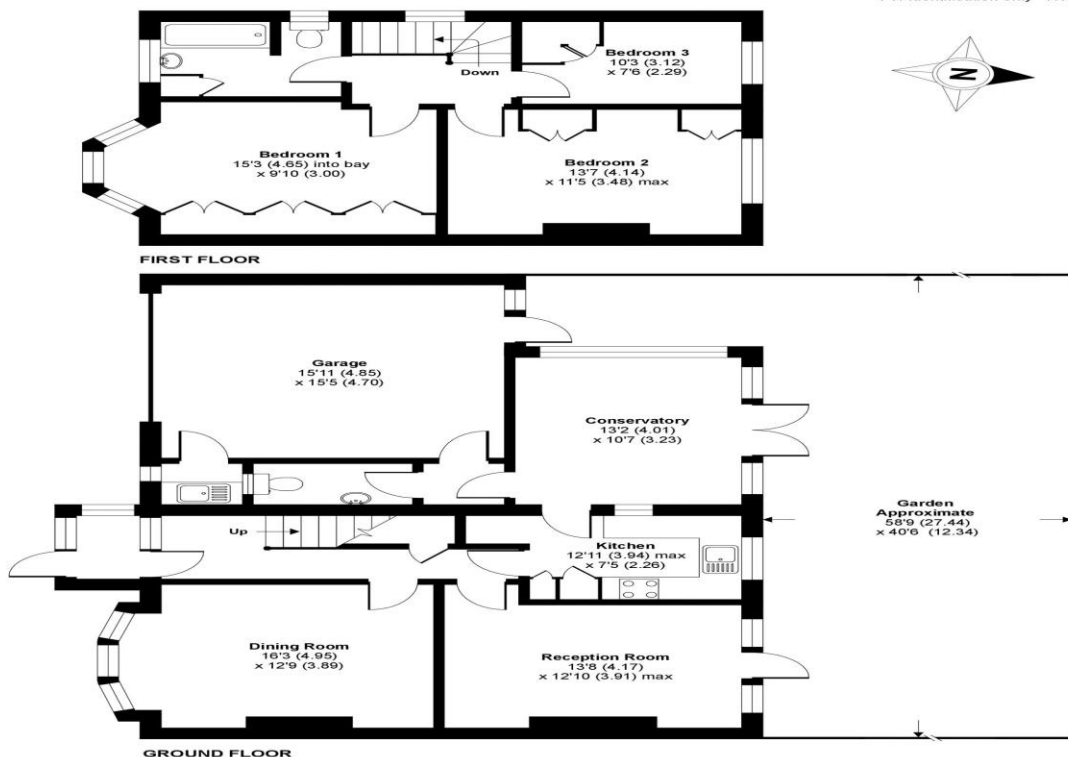 Bedroom 3
10'3 (3.12)
x 7'6 (2.29)
Down
N
Bedroom 1
15'3 (4.65) into bay
x 9'10 (3.00)
Bedroom 2
13'7 (4.14)
x 11'5 (3.48) max
FIRST FLOOR
Garage
15'11 (4.85)
x 15'5 (4.70)
Conservatory
13'2 (4.01)
x 10'7 (3.23)
Garden
Approximate
58'9 (27.44)
x 40'6 (12.34)
Up
Kitchen
12'11 (3.94) max
x 7'5 (2.26)
Dining Room
16'3 (4.95)
x 12'9 (3.89)
Reception Room
13'8 (4.17)
x 12'10 (3.91) max
GROUND FLOOR